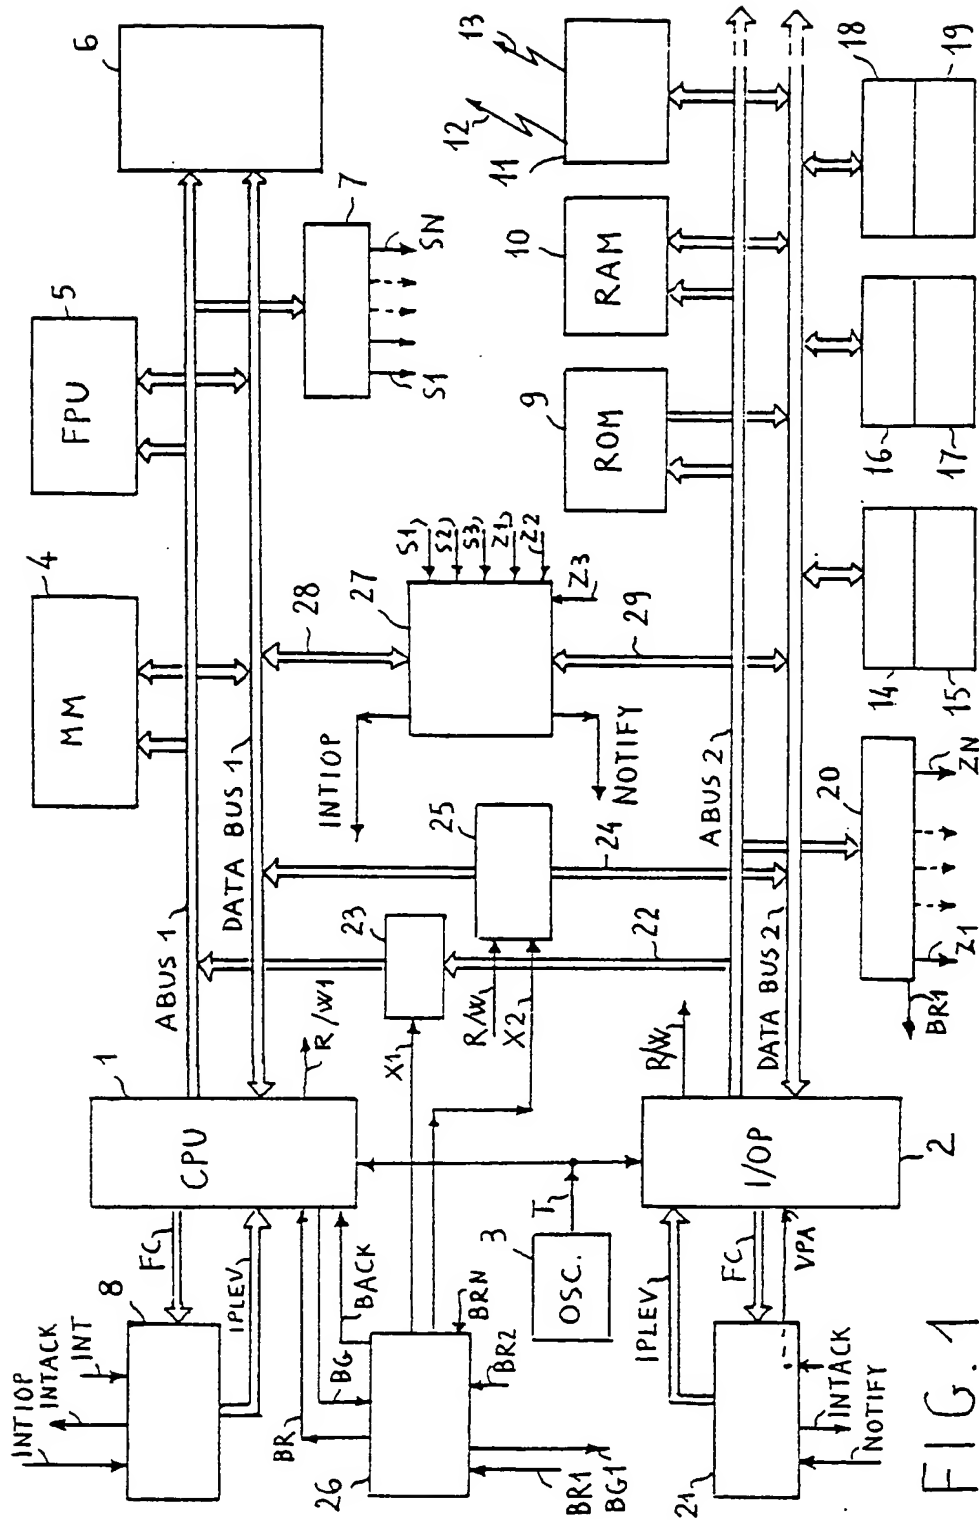 INTIOP
INTACK
INT
8
FC
IPLEV
1
CPU
ABUS 1
DATA BUS 1
R/W1
MM
4
FPU
5
6
7
S1
SN
BR
BG
BACK
26
BR1
BG1
BR2
BRN
X1
23
R/W
X2
22
25
24
INTIOP
NOTIFY
27
28
29
S1
S2
S3
Z1
Z2
Z3
OSC.
3
T
ROM
9
RAM
10
11
12
13
IPLEV
FC
VPA
21
INTACK
NOTIFY
I/OP
2
R/W
ABUS 2
DATA BUS 2
BR1
Z1
ZN
20
14
15
16
17
18
19
FIG. 1